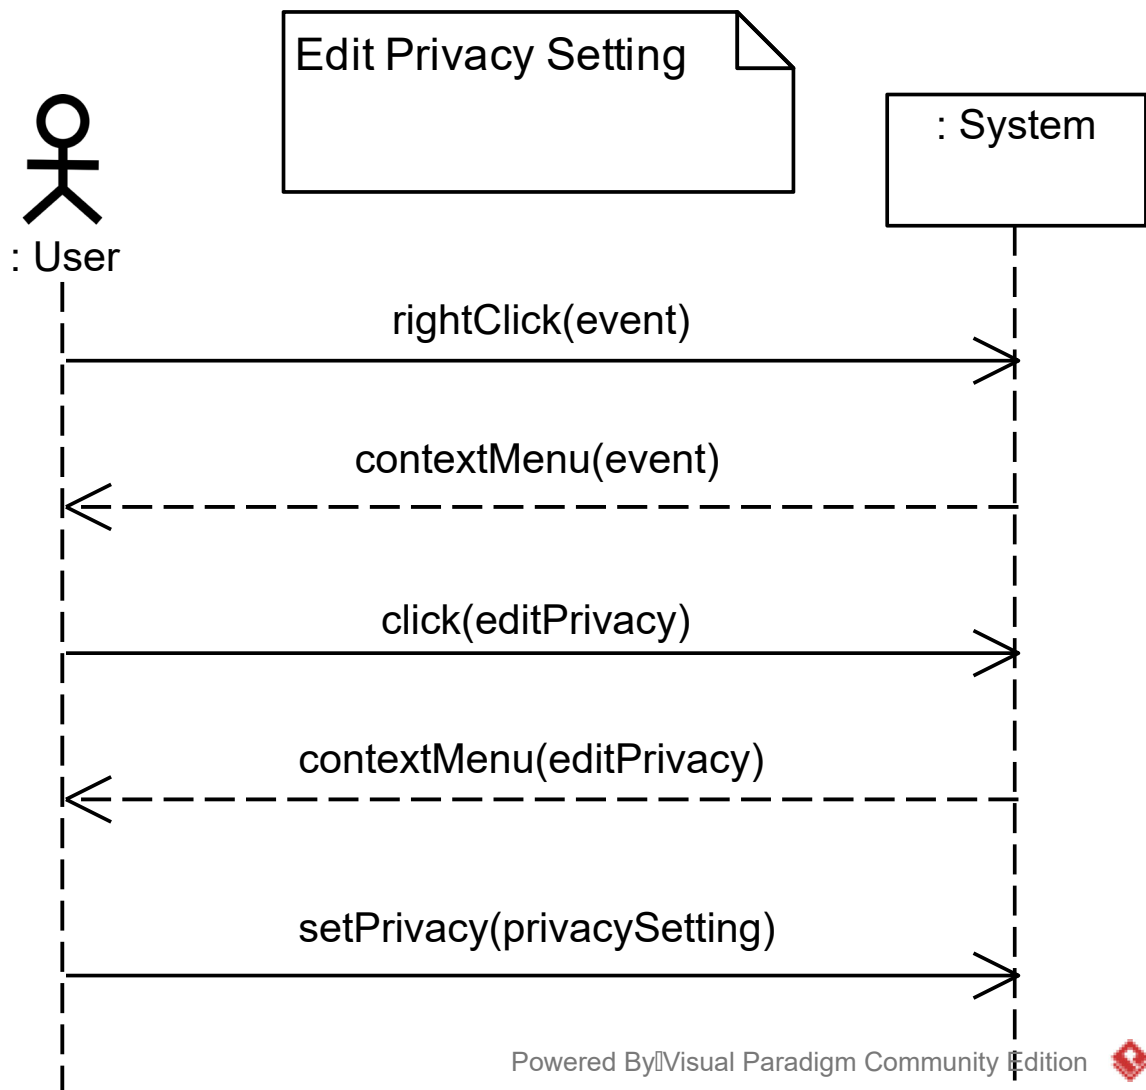 Edit Privacy Setting
: System
: User
rightClick(event)
contextMenu(event)
click(editPrivacy)
contextMenu(editPrivacy)
setPrivacy(privacySetting)
Powered By Visual Paradigm Community Edition